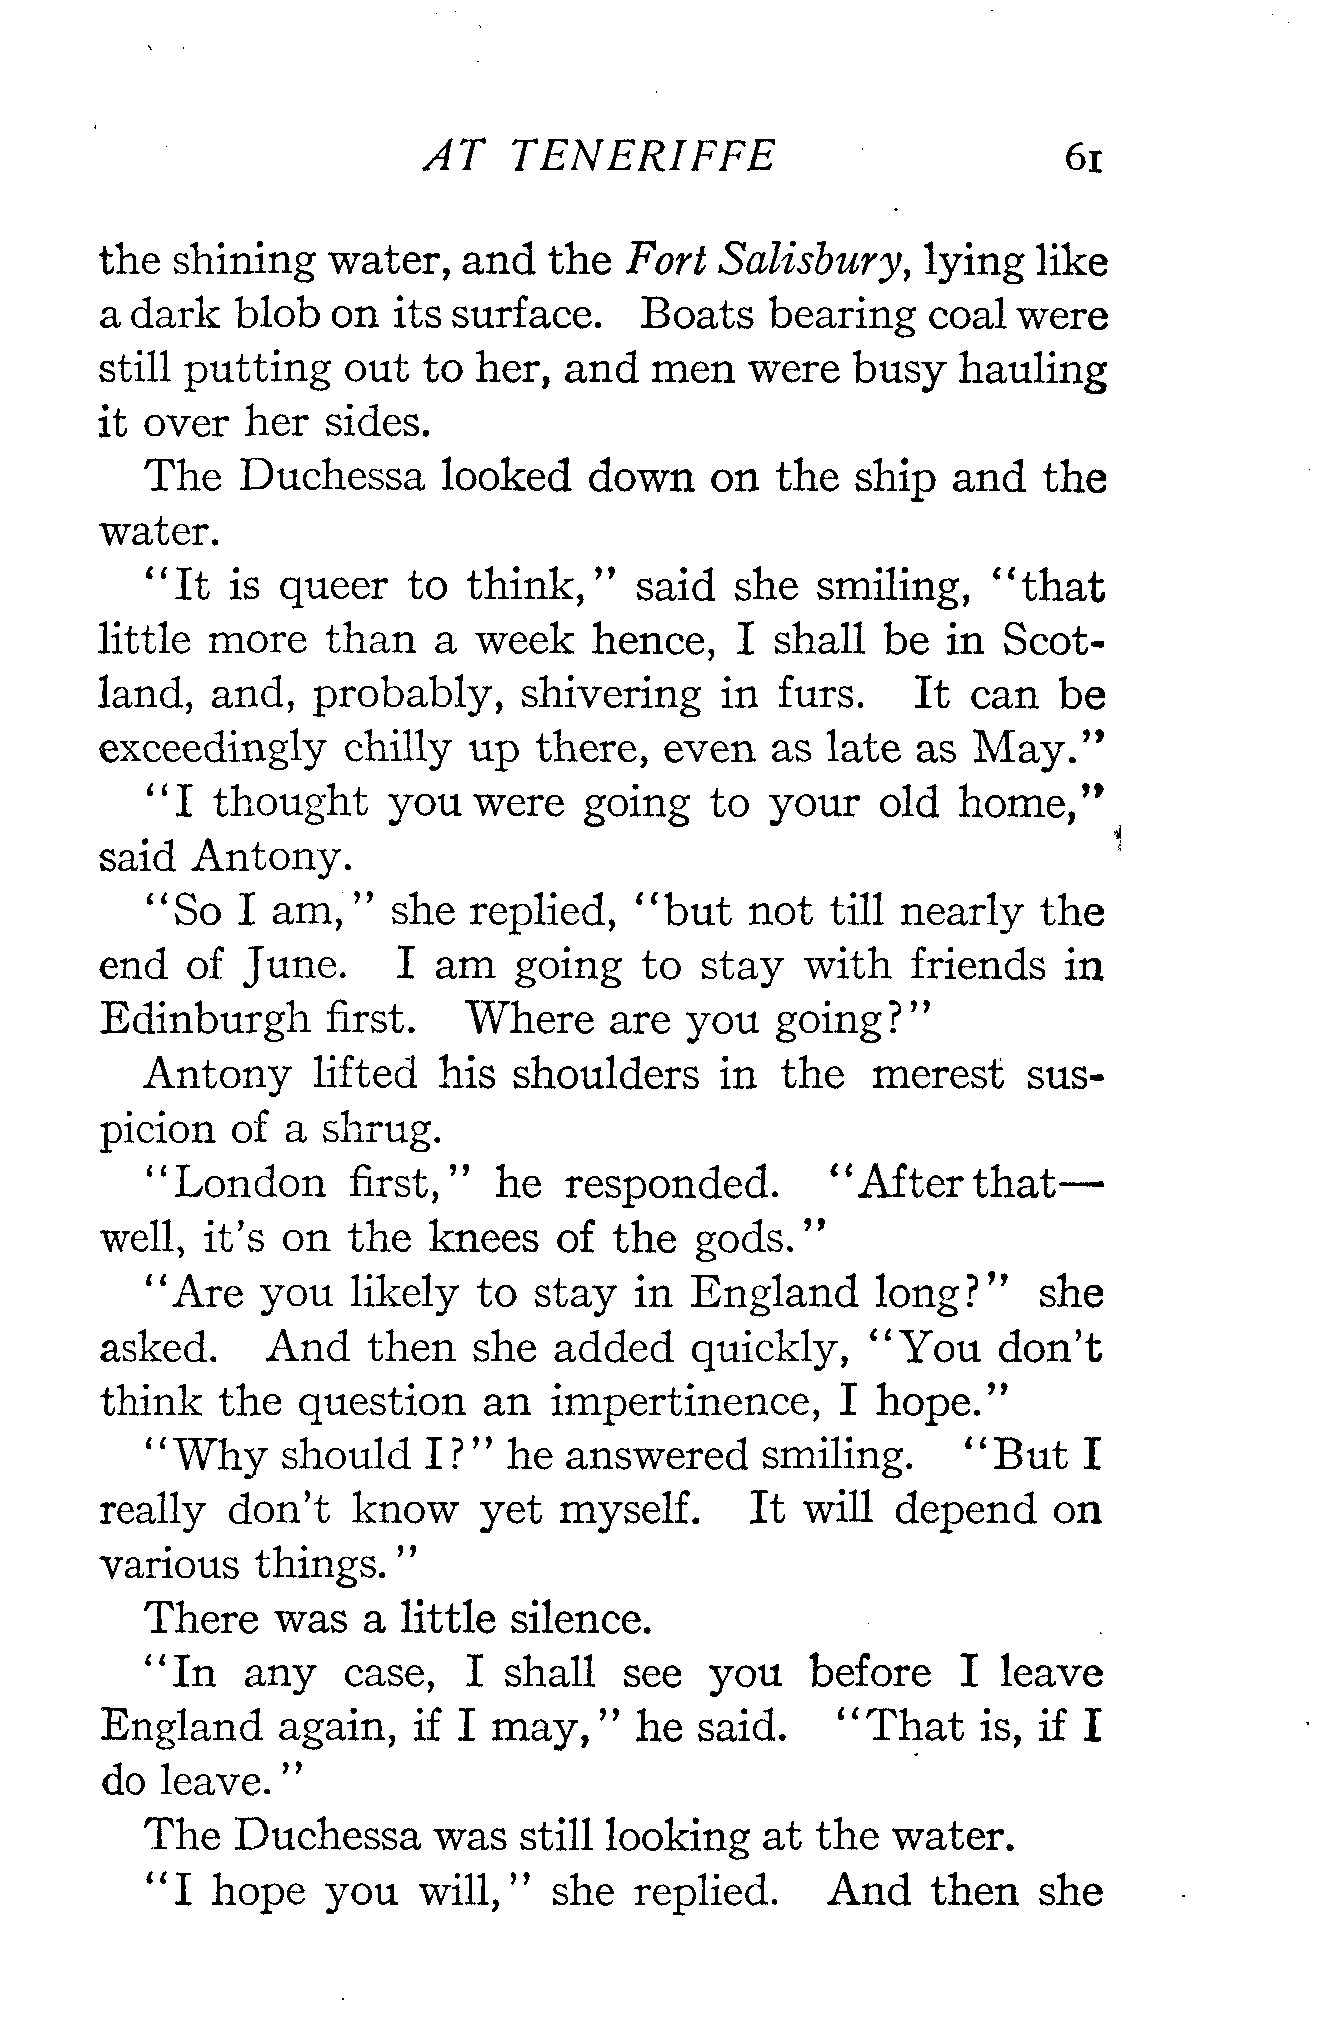 AT TENERIFFE 61
the shining water, and the Fort Salisbury, lying like
a dark blob on its surface. Boats bearing coal were
still putting out to her, and men were busy hauling
it over her sides.
The Duchessa looked down on the ship and the
water.
"It is queer to think," said she smiling, "that
little more than a week hence, I shall be in Scot-
land, and, probably, shivering in furs. It can be
exceedingly chilly up there, even as late as May."
"I thought you were going to your old home,"
said Antony.
"So I am," she replied, "but not till nearly the
end of June. I am going to stay with friends in
Edinburgh first. Where are you going?"
Antony lifted his shoulders in the merest sus-
picion of a shrug.
"London first," he responded. "After that—
well, it's on the knees of the gods."
"Are you likely to stay in England long?" she
asked. And then she added quickly, "You don't
think the question an impertinence, I hope."
"Why should I?" he answered smiling. "But I
really don't know yet myself. It will depend on
various things."
There was a little silence.
"In any case, I shall see you before I leave
England again, if I may," he said. "That is, if I
do leave."
The Duchessa was still looking at the water.
"I hope you will," she replied. And then she